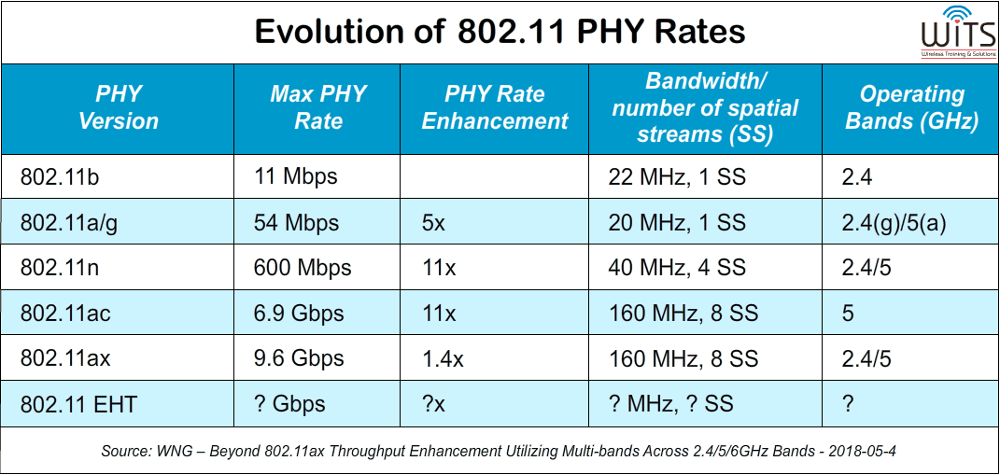 Evolution of 802.11 PHY Rates
WiTS
Wireless Training & Solutions
PHY Version
Max PHY Rate
PHY Rate Enhancement
Bandwidth/ number of spatial streams (SS)
Operating Bands (GHz)
802.11b 11 Mbps 22 MHz, 1 SS 2.4
802.11a/g 54 Mbps 5x 20 MHz, 1 SS 2.4(g)/5(a)
802.11n 600 Mbps 11x 40 MHz, 4 SS 2.4/5
802.11ac 6.9 Gbps 11x 160 MHz, 8 SS 5
802.11ax 9.6 Gbps 1.4x 160 MHz, 8 SS 2.4/5
802.11 EHT ? Gbps ?x ? MHz, ? SS ?
Source: WNG – Beyond 802.11ax Throughput Enhancement Utilizing Multi-bands Across 2.4/5/6GHz Bands - 2018-05-4